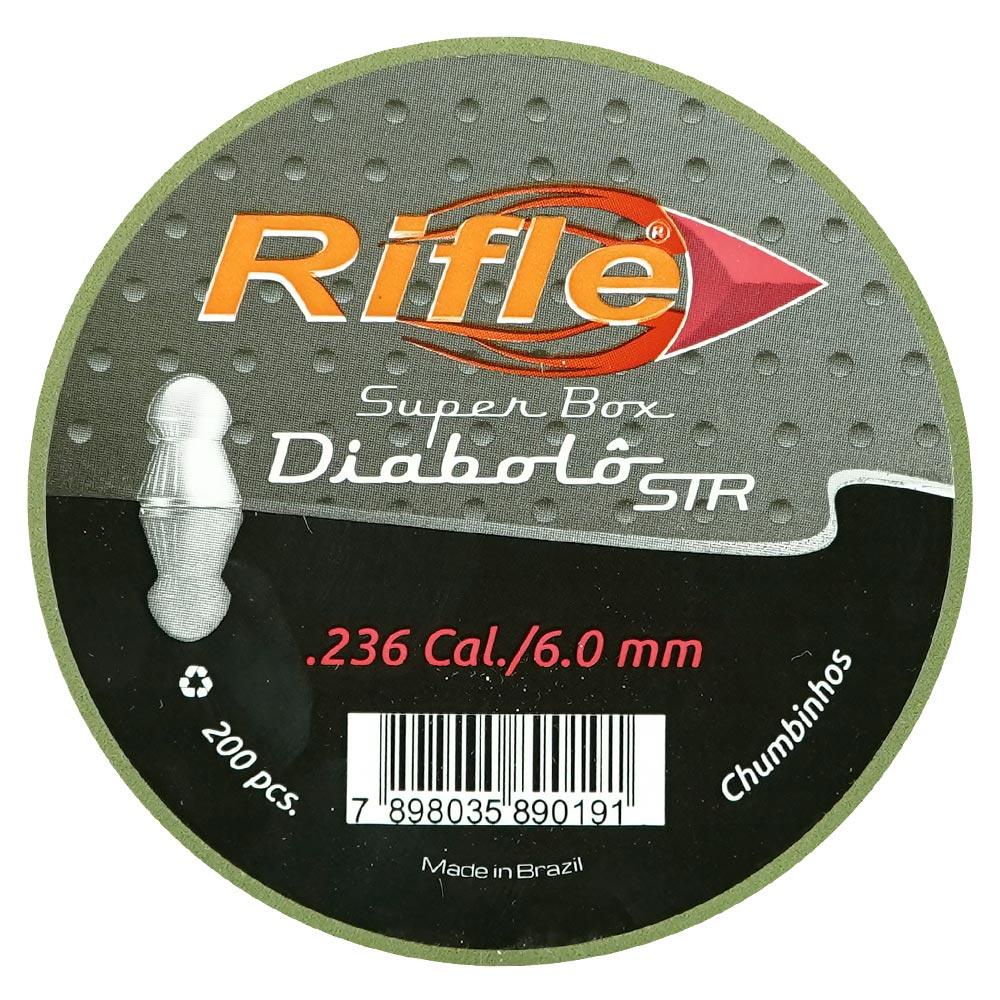 Rifle®
Super Box
Diabolô STR
.236 Cal./6.0 mm
200 pcs.
Chumbinhos
7 898035 890191
Made in Brazil